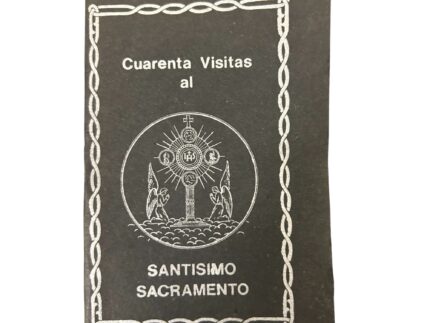 Cuarenta Visitas
al
SANTISIMO
SACRAMENTO